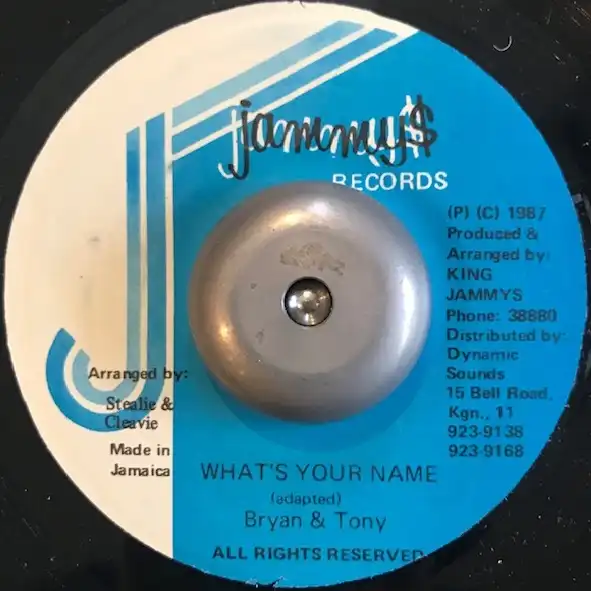 jammy$
RECORDS
(P) (C) 1987
Produced &
Arranged by:
KING
JAMMYS
Phone: 38880
Distributed by:
Dynamic
Sounds
15 Bell Road,
Kgn., 11
923-9138
923-9168
Arranged by:
Stealie &
Cleavie
Made in
Jamaica
WHAT'S YOUR NAME
(adapted)
Bryan & Tony
ALL RIGHTS RESERVED